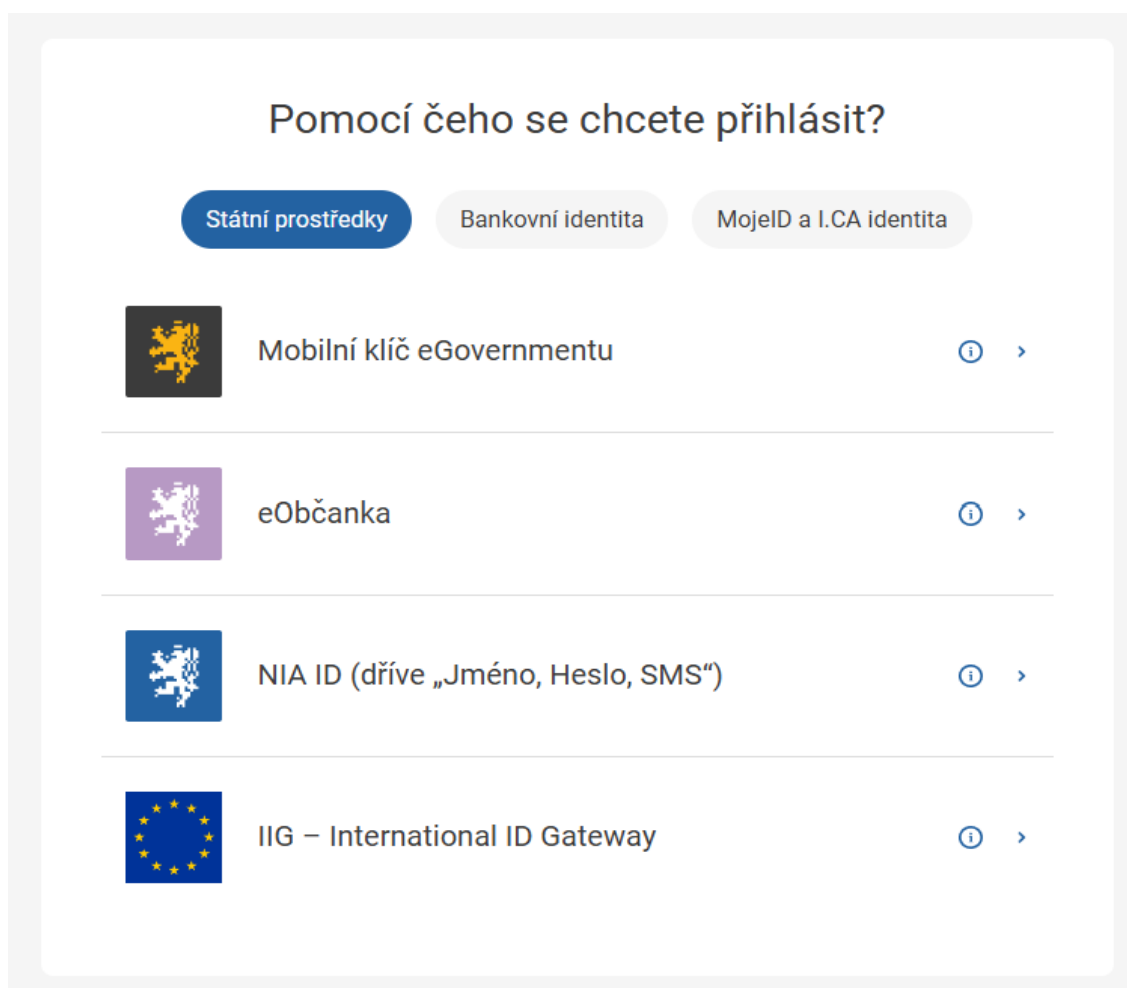 Pomocí čeho se chcete přihlásit?
Státní prostředky
Bankovní identita
MojeID a I.CA identita
Mobilní klíč eGovernmentu
eObčanka
NIA ID (dříve „Jméno, Heslo, SMS“)
IIG – International ID Gateway